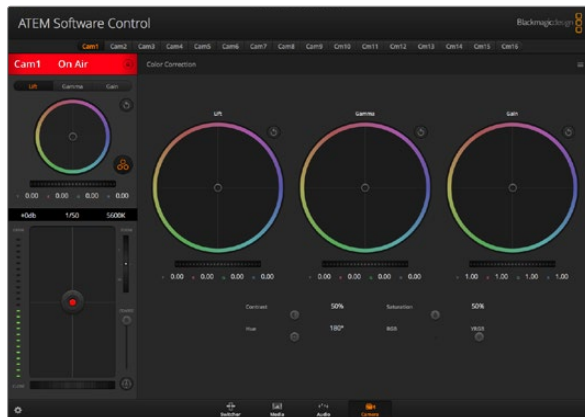 ATEM Software Control
Blackmagicdesign
Cam1 Cam2 Cam3 Cam4 Cam5 Cam6 Cam7 Cam8 Cam9 Cm10 Cm11 Cm12 Cm13 Cm14 Cm15 Cm16
Cam1 On Air
Color Correction
Lift Gamma Gain
Lift Gamma Gain
0.00 0.00 0.00 0.00
+0db 1/50 5600K
0.00 0.00 0.00 0.00 0.00 0.00 0.00 0.00 1.00 1.00 1.00 1.00
Contrast 50% Saturation 50%
Hue 180°
Switcher Media Audio Camera